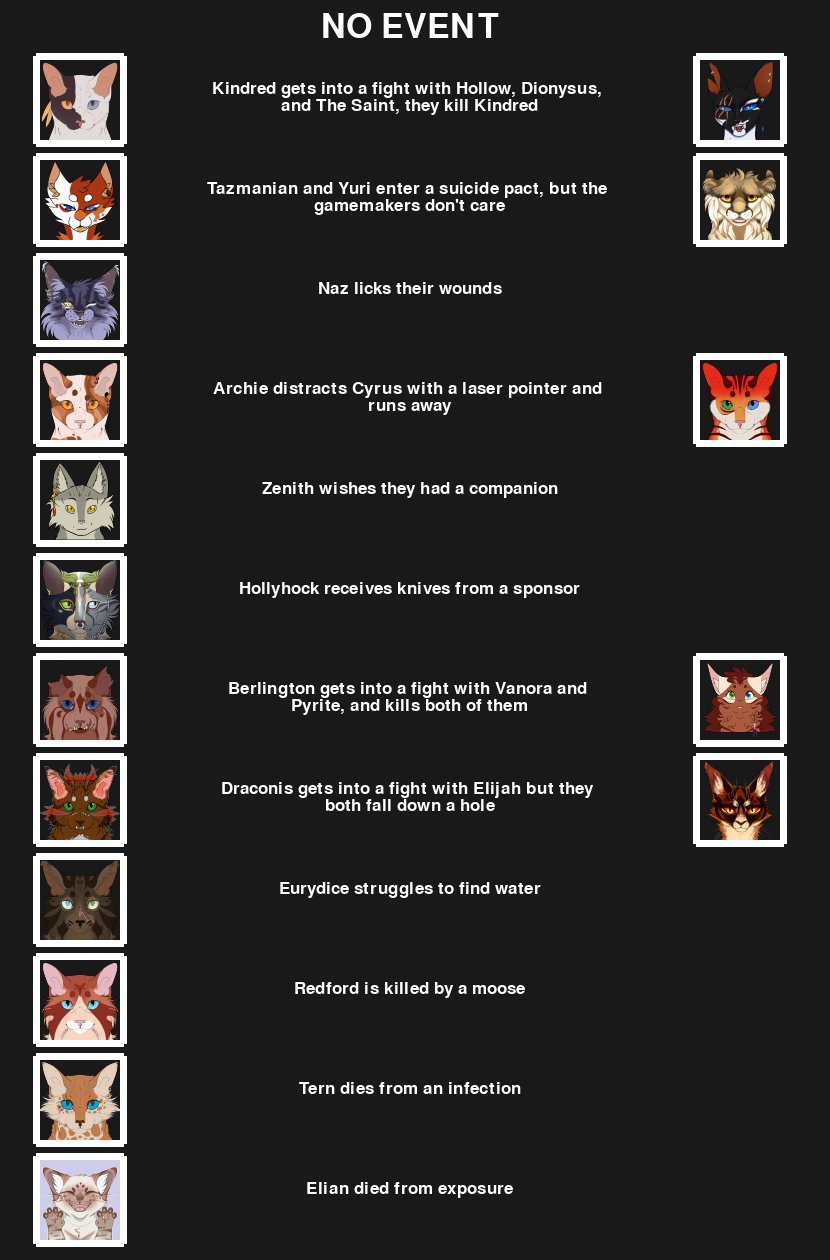 NO EVENT
Kindred gets into a fight with Hollow, Dionysus,
and The Saint, they kill Kindred
Tazmanian and Yuri enter a suicide pact, but the
gamemakers don't care
Naz licks their wounds
Archie distracts Cyrus with a laser pointer and
runs away
Zenith wishes they had a companion
Hollyhock receives knives from a sponsor
Berlington gets into a fight with Vanora and
Pyrite, and kills both of them
Draconis gets into a fight with Elijah but they
both fall down a hole
Eurydice struggles to find water
Redford is killed by a moose
Tern dies from an infection
Elian died from exposure